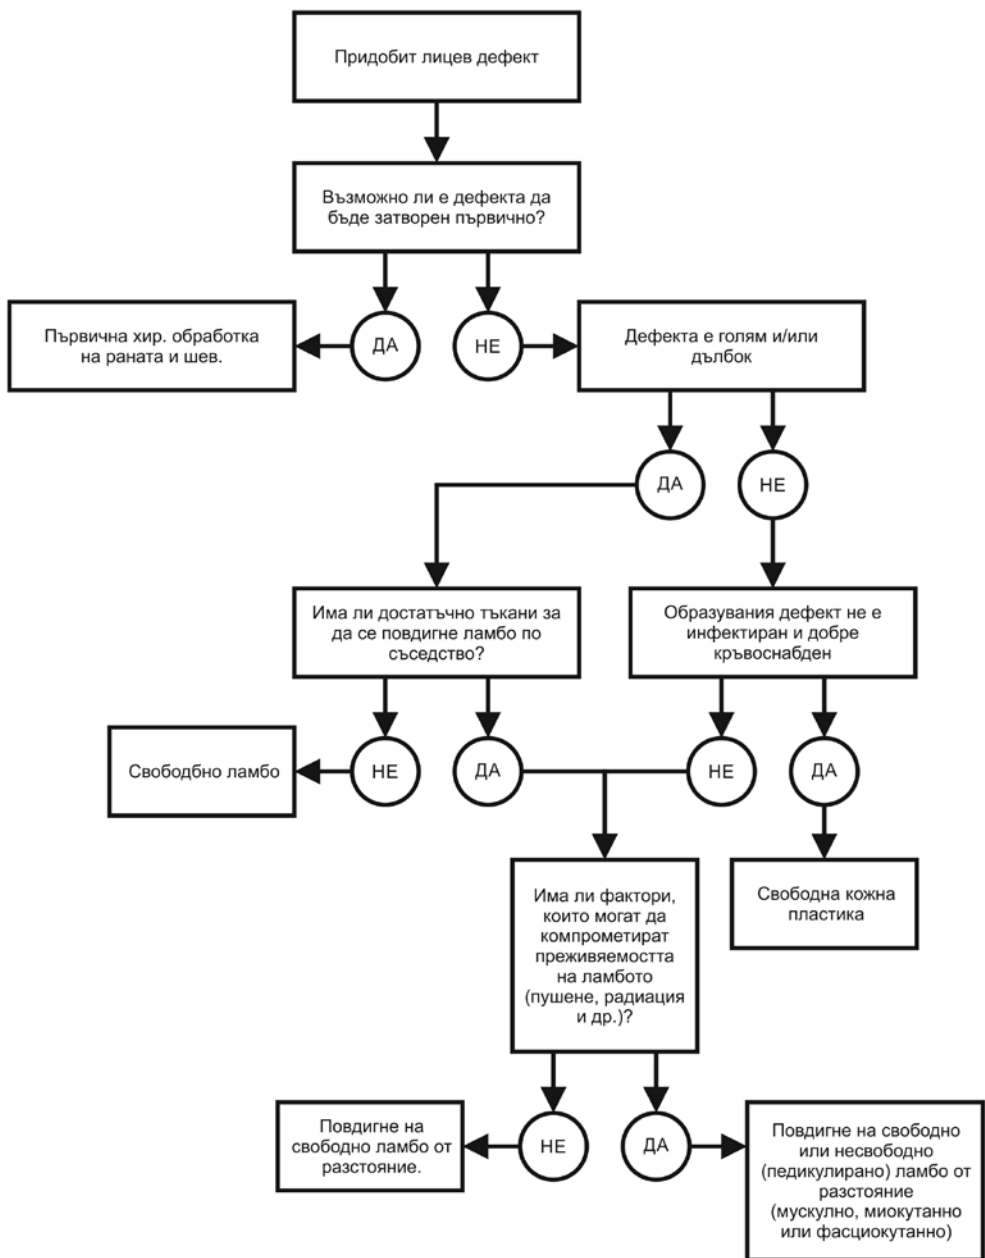 Придобит лицев дефект
Възможно ли е дефекта да
бъде затворен първично?
ДА
НЕ
Първична хир. обработка
на раната и шев.
Дефекта е голям и/или
дълбок
ДА
НЕ
Има ли достатъчно тъкани за
да се повдигне ламбо по
съседство?
Образувания дефект не е
инфектиран и добре
кръвоснабден
Свободбно ламбо
НЕ
ДА
НЕ
ДА
Има ли фактори,
които могат да
компрометират
преживяемостта
на ламбото
(пушене, радиация
и др.)?
Свободна кожна
пластика
Повдигне на
свободно ламбо от
разстояние.
НЕ
ДА
Повдигне на свободно
или несвободно
(педикулирано) ламбо от
разстояние
(мускулно, миокутанно
или фасциокутанно)